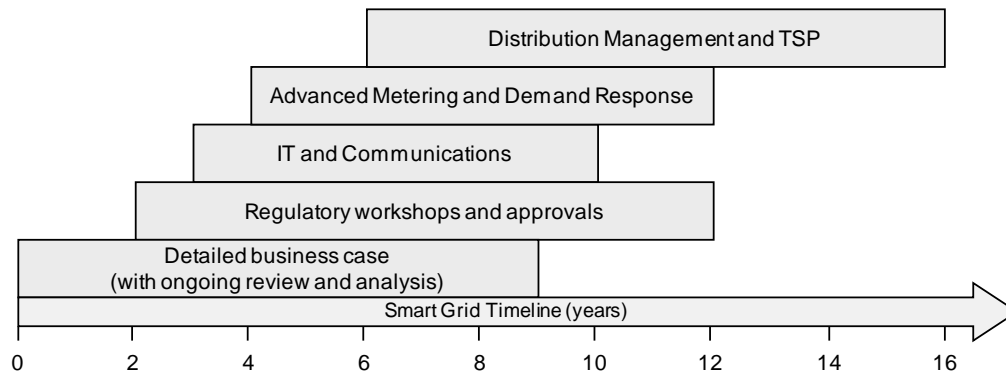 Distribution Management and TSP
Advanced Metering and Demand Response
IT and Communications
Regulatory workshops and approvals
Detailed business case
(with ongoing review and analysis)
Smart Grid Timeline (years)
0 2 4 6 8 10 12 14 16